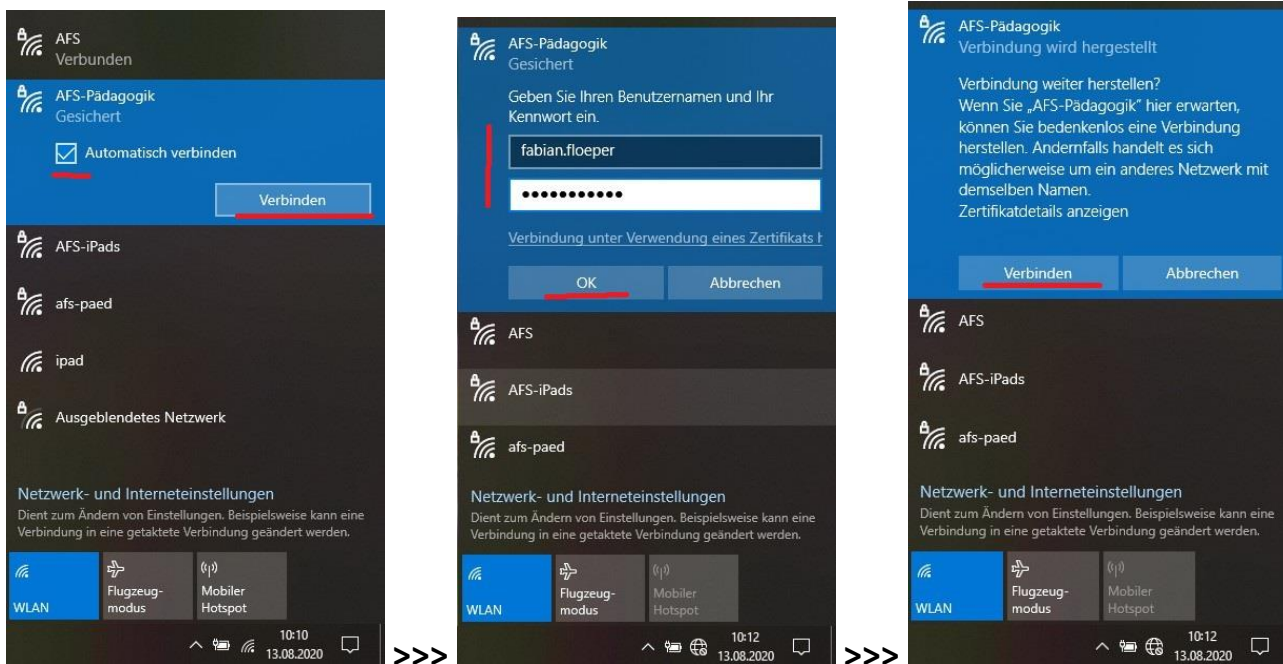 AFS
Verbunden
AFS-Pädagogik
Gesichert
Automatisch verbinden
Verbinden
AFS-iPads
afs-paed
ipad
Ausgeblendetes Netzwerk
Netzwerk- und Interneteinstellungen
Dient zum Ändern von Einstellungen. Beispielsweise kann eine
Verbindung in eine getaktete Verbindung geändert werden.
WLAN
Flugzeug-
modus
Mobiler
Hotspot
10:10
13.08.2020
>>>
AFS-Pädagogik
Gesichert
Geben Sie Ihren Benutzernamen und Ihr
Kennwort ein.
fabian.floeper
●●●●●●●●●●●
Verbindung unter Verwendung eines Zertifikats h
OK
Abbrechen
AFS
AFS-iPads
afs-paed
Netzwerk- und Interneteinstellungen
Dient zum Ändern von Einstellungen. Beispielsweise kann eine
Verbindung in eine getaktete Verbindung geändert werden.
WLAN
Flugzeug-
modus
Mobiler
Hotspot
10:12
13.08.2020
>>>
AFS-Pädagogik
Verbindung wird hergestellt
Verbindung weiter herstellen?
Wenn Sie „AFS-Pädagogik" hier erwarten,
können Sie bedenkenlos eine Verbindung
herstellen. Andernfalls handelt es sich
möglicherweise um ein anderes Netzwerk mit
demselben Namen.
Zertifikatdetails anzeigen
Verbinden
Abbrechen
AFS
AFS-iPads
afs-paed
Netzwerk- und Interneteinstellungen
Dient zum Ändern von Einstellungen. Beispielsweise kann eine
Verbindung in eine getaktete Verbindung geändert werden.
WLAN
Flugzeug-
modus
Mobiler
Hotspot
10:12
13.08.2020